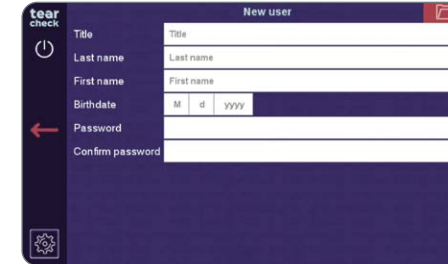 tear
check
New user
Title Title
Last name Last name
First name First name
Birthdate M d yyyy
Password
Confirm password